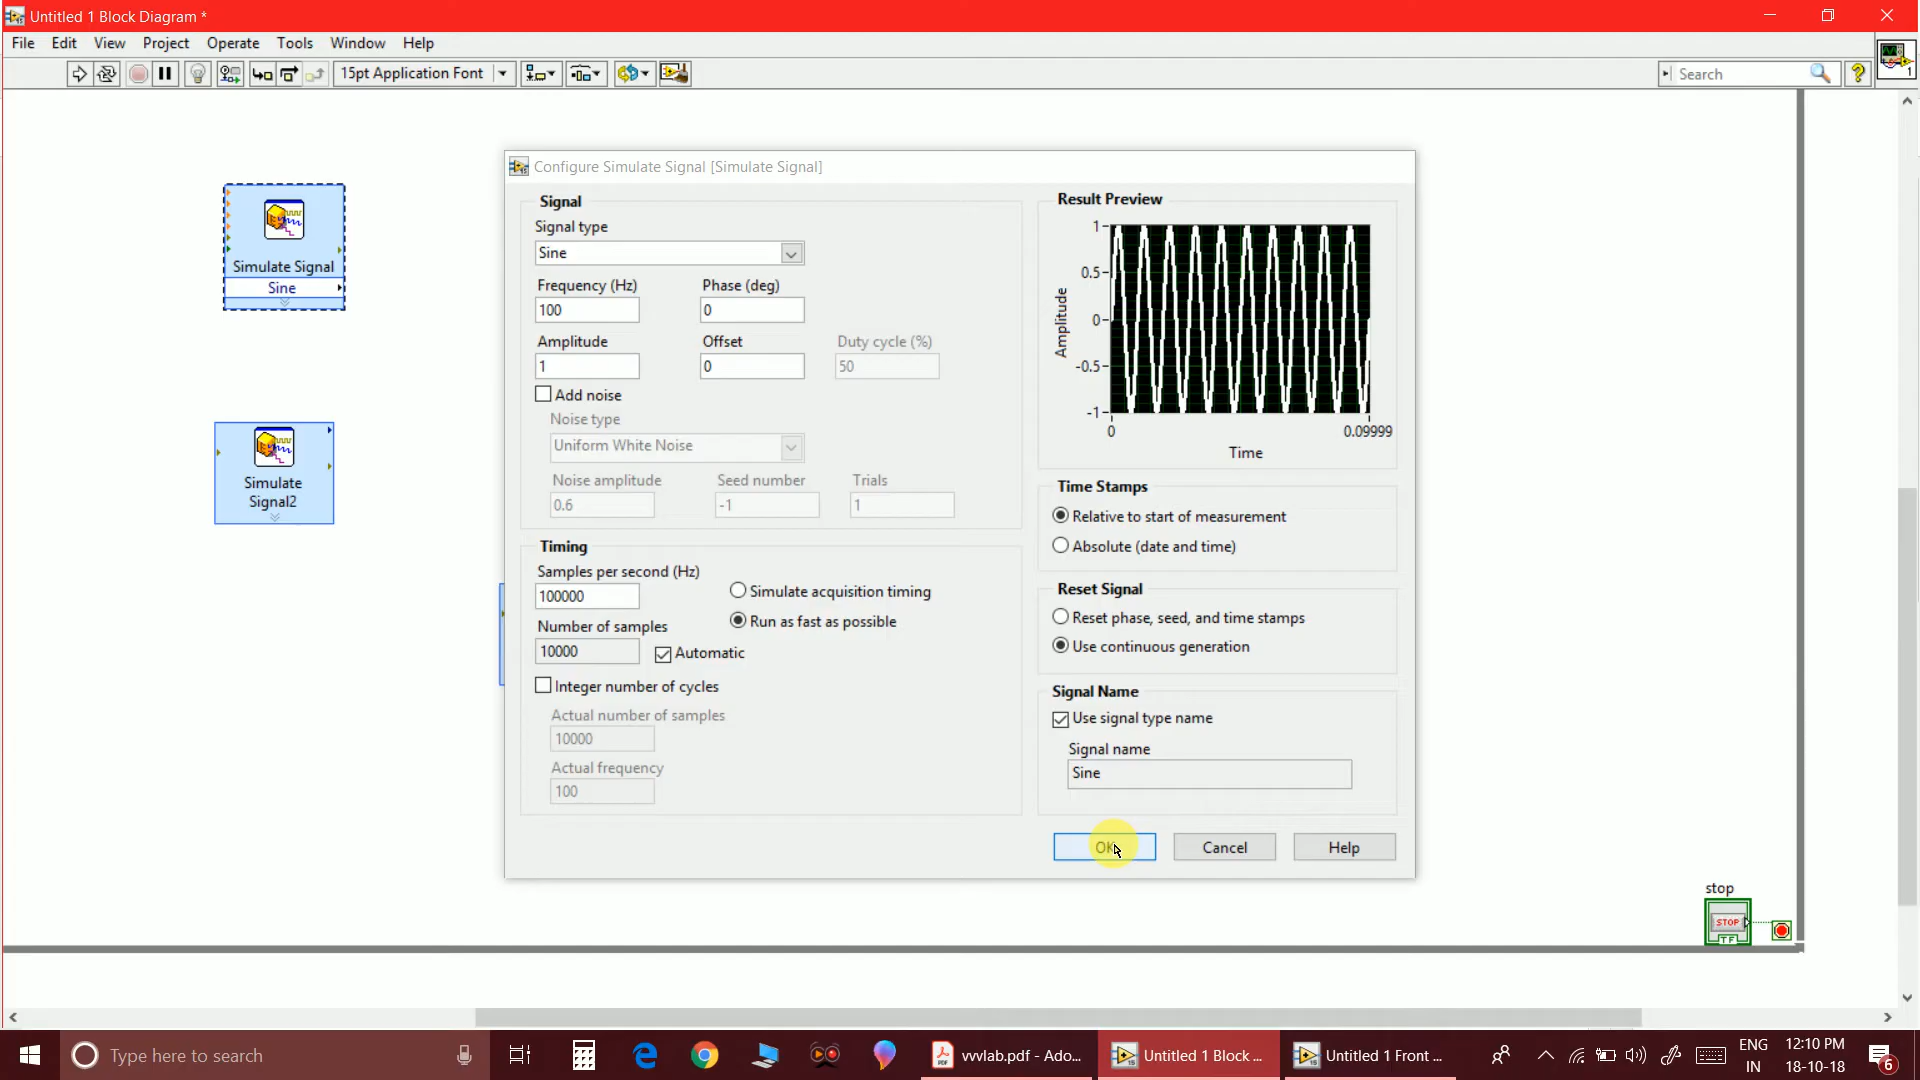 Untitled 1 Block Diagram *
File Edit View Project Operate Tools Window Help
15pt Application Font
Search
?
1
Simulate Signal
Sine
Simulate
Signal2
Configure Simulate Signal [Simulate Signal]
Signal
Signal type
Sine
Frequency (Hz) Phase (deg)
100 0
Amplitude Offset Duty cycle (%)
1 0 50
Add noise
Noise type
Uniform White Noise
Noise amplitude Seed number Trials
0.6 -1 1
Timing
Samples per second (Hz)
100000
Simulate acquisition timing
Run as fast as possible
Number of samples
10000
Automatic
Integer number of cycles
Actual number of samples
10000
Actual frequency
100
Result Preview
1
0.5
0
-0.5
-1
Amplitude
0 0.09999
Time
Time Stamps
Relative to start of measurement
Absolute (date and time)
Reset Signal
Reset phase, seed, and time stamps
Use continuous generation
Signal Name
Use signal type name
Signal name
Sine
OK Cancel Help
stop
STOP
TF
Type here to search
vvvlab.pdf - Ado...
Untitled 1 Block ...
Untitled 1 Front ...
ENG
IN
12:10 PM
18-10-18
6